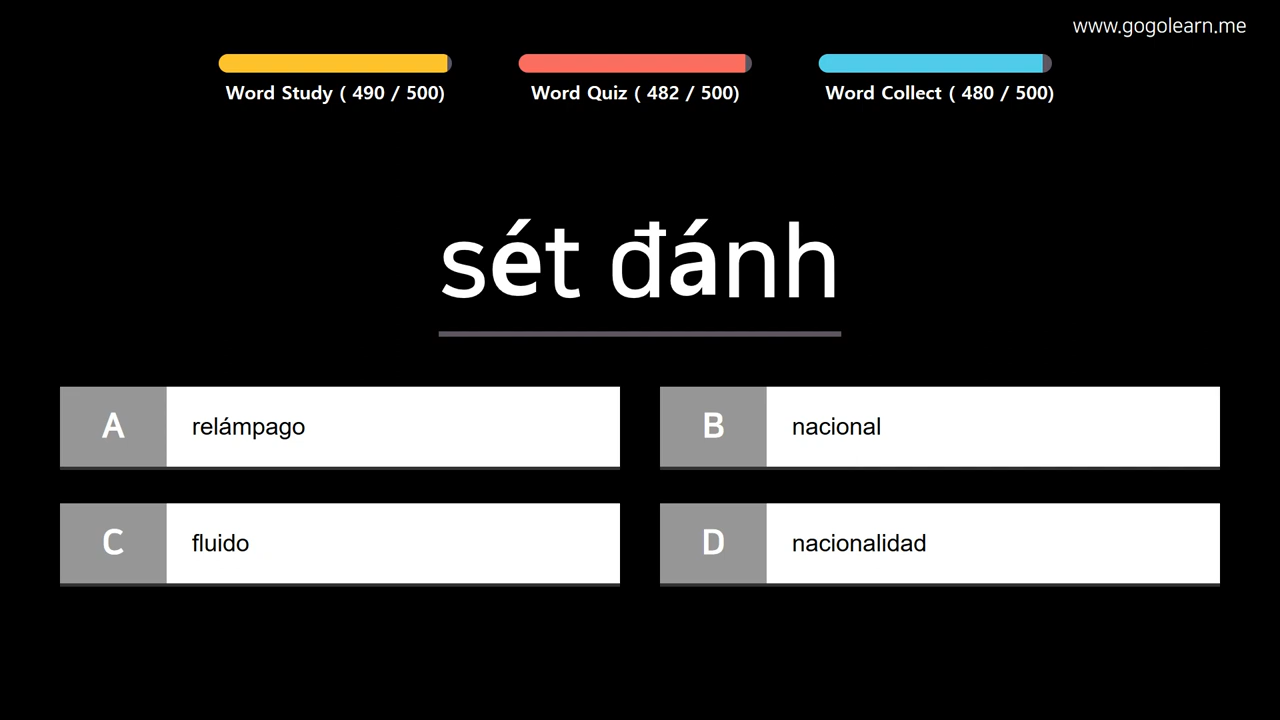 www.gogolearn.me
Word Study ( 490 / 500)
Word Quiz ( 482 / 500)
Word Collect ( 480 / 500)
sét đánh
A relámpago
B nacional
C fluido
D nacionalidad